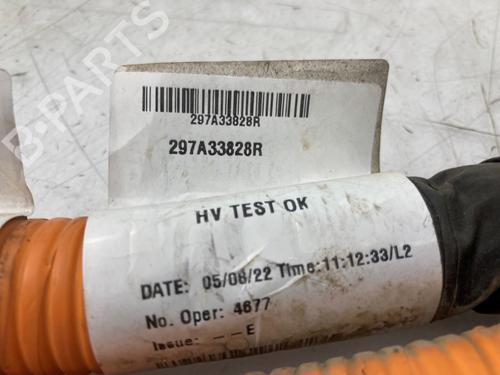 B-PARTS
297A33828R
297A33828R
HV TEST OK
DATE: 05/08/22 Time:11:12:33/L2
No. Oper: 4677
Issue: _ _E